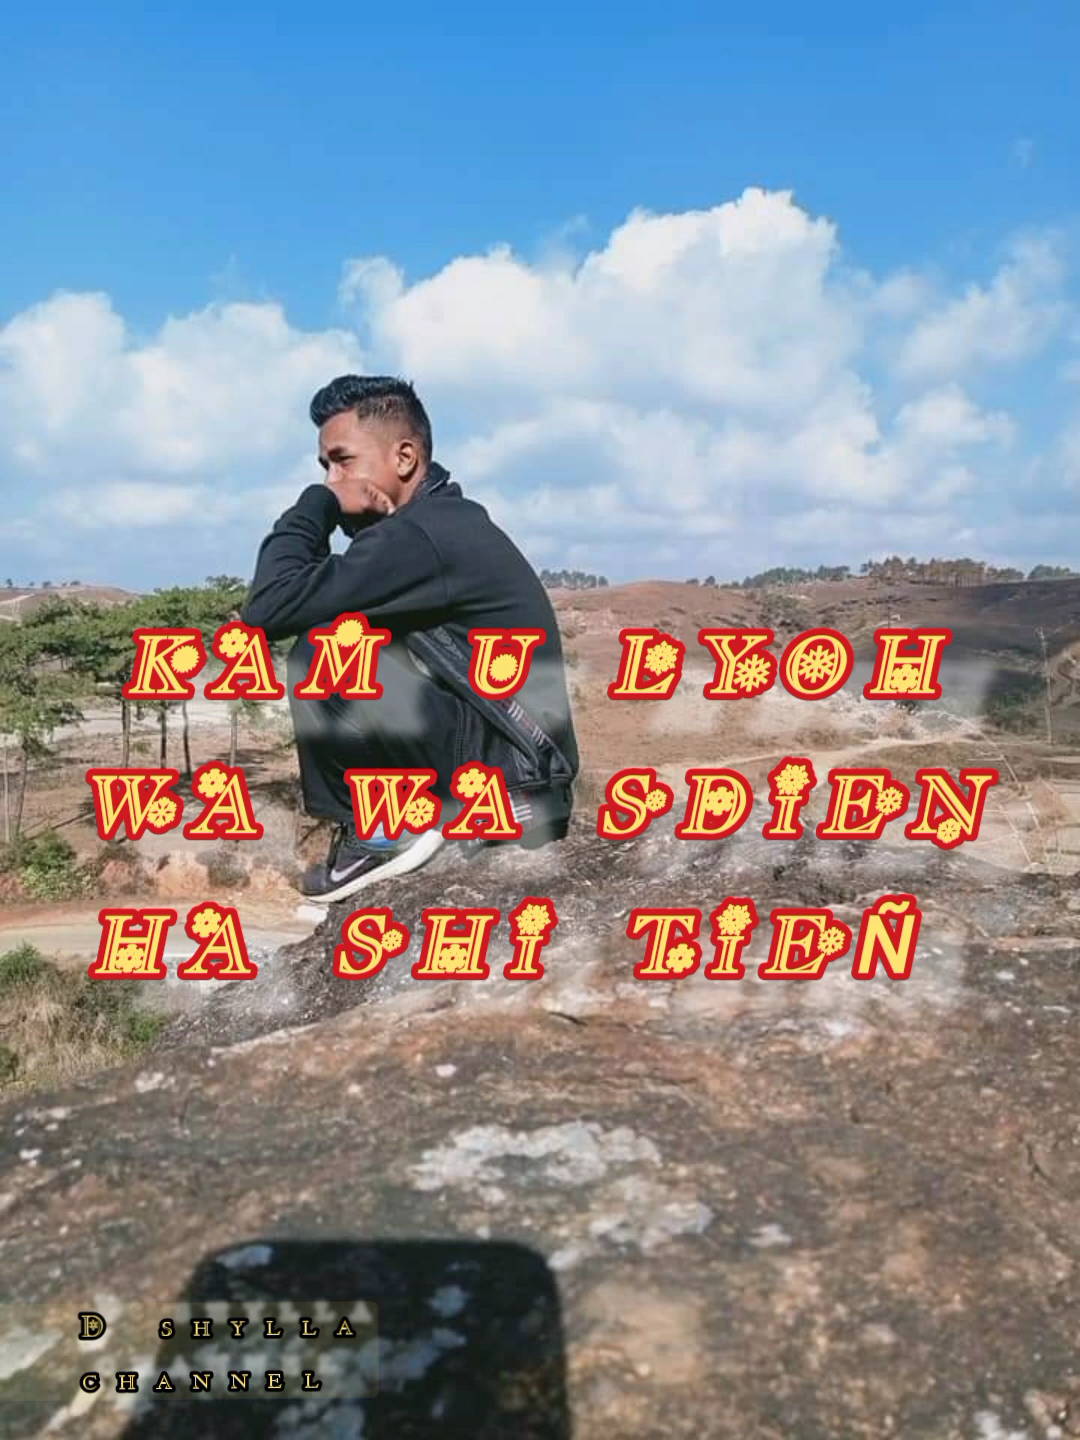 KAM U LYOH
WA WA SDiEN
HA SHi TiEÑ
D SHYLLA
CHANNEL